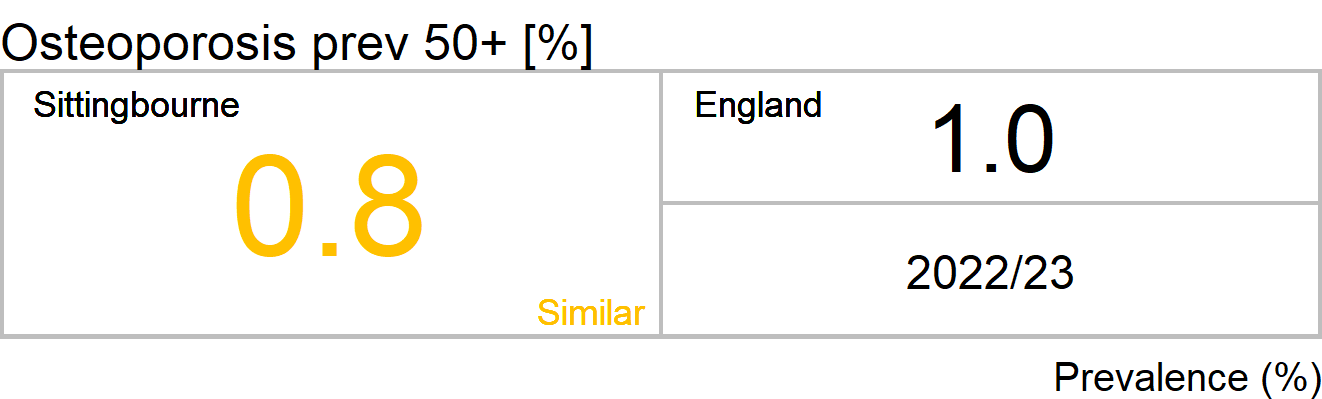 Osteoporosis prev 50+ [%]
Sittingbourne
0.8
Similar
England
1.0
2022/23
Prevalence (%)